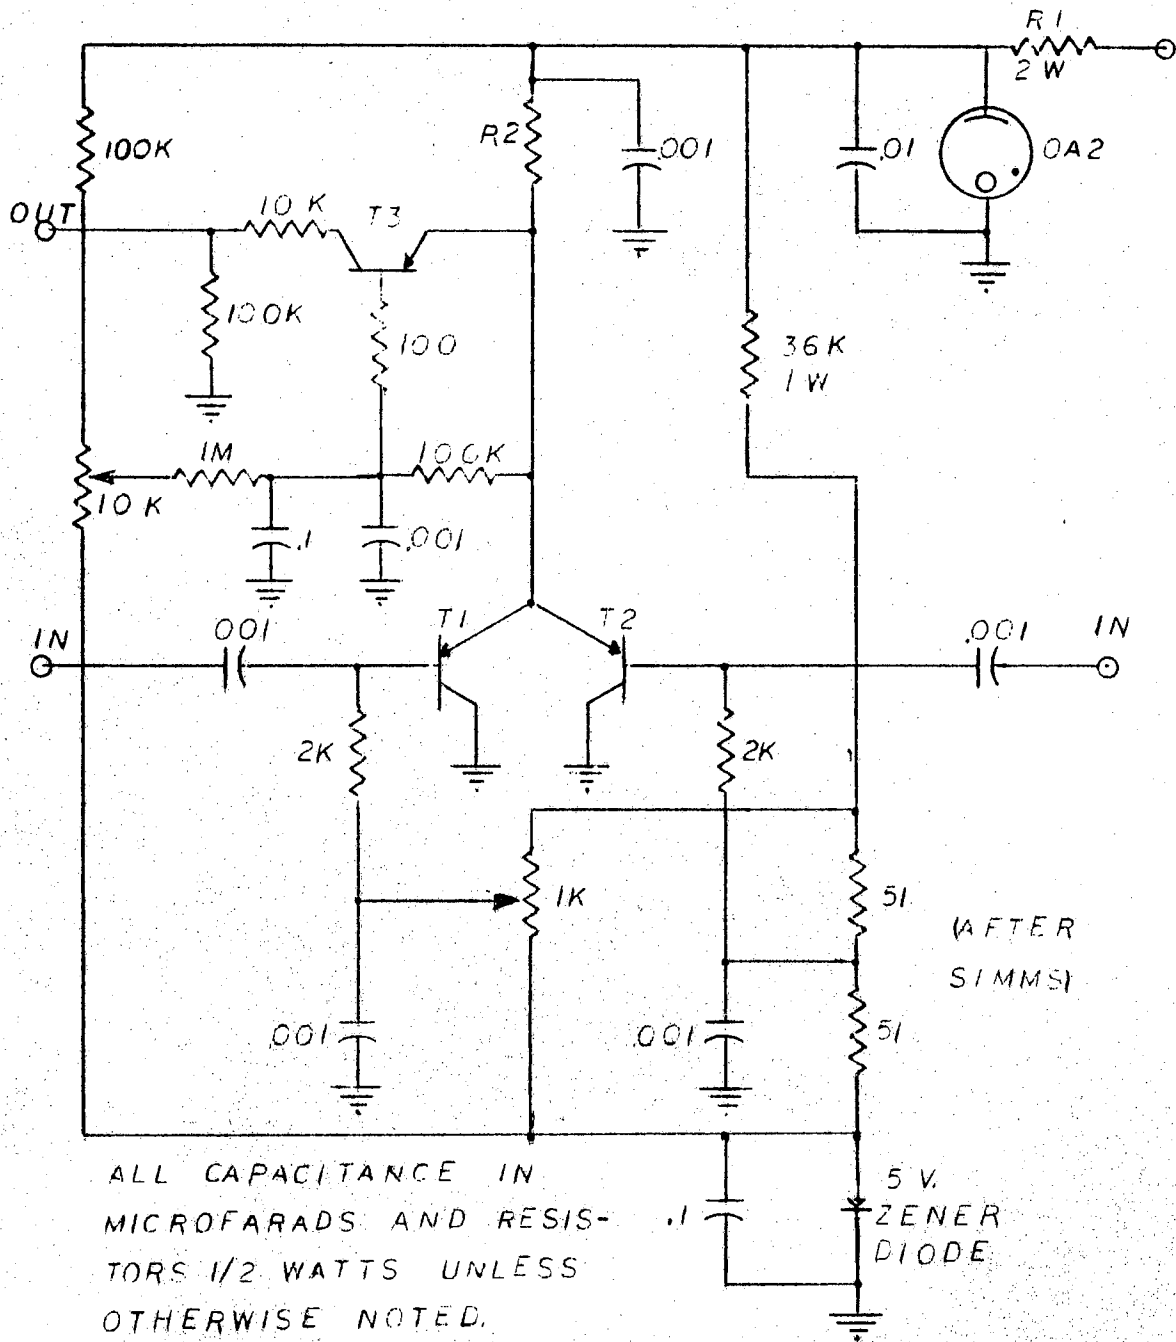 R1
2 W
100K
R2
.001
.01
OA2
OUT
10 K
T3
100K
100
36K
1 W
1M
100K
10 K
.1
.001
IN
001
T1
T2
.001
IN
2K
2K
1K
51
(AFTER
SIMMS)
.001
.001
51
ALL CAPACITANCE IN
MICROFARADS AND RESIS-
TORS 1/2 WATTS UNLESS
OTHERWISE NOTED.
.1
5 V.
ZENER
DIODE